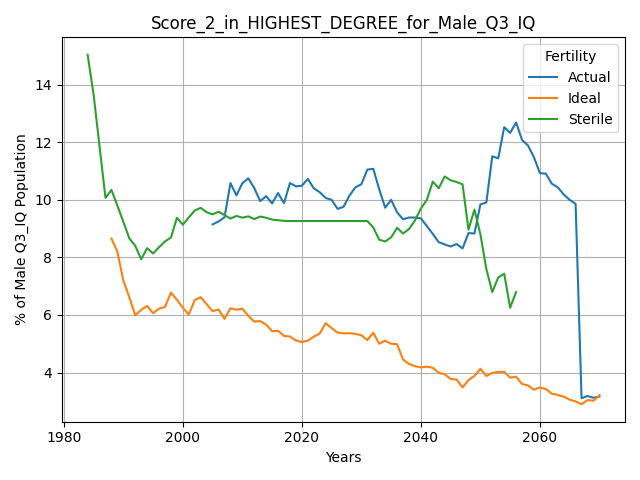 Score_2_in_HIGHEST_DEGREE_for_Male_Q3_IQ
Fertility
Actual
Ideal
Sterile
% of Male Q3_IQ Population
14
12
10
8
6
4
1980
2000
2020
2040
2060
Years